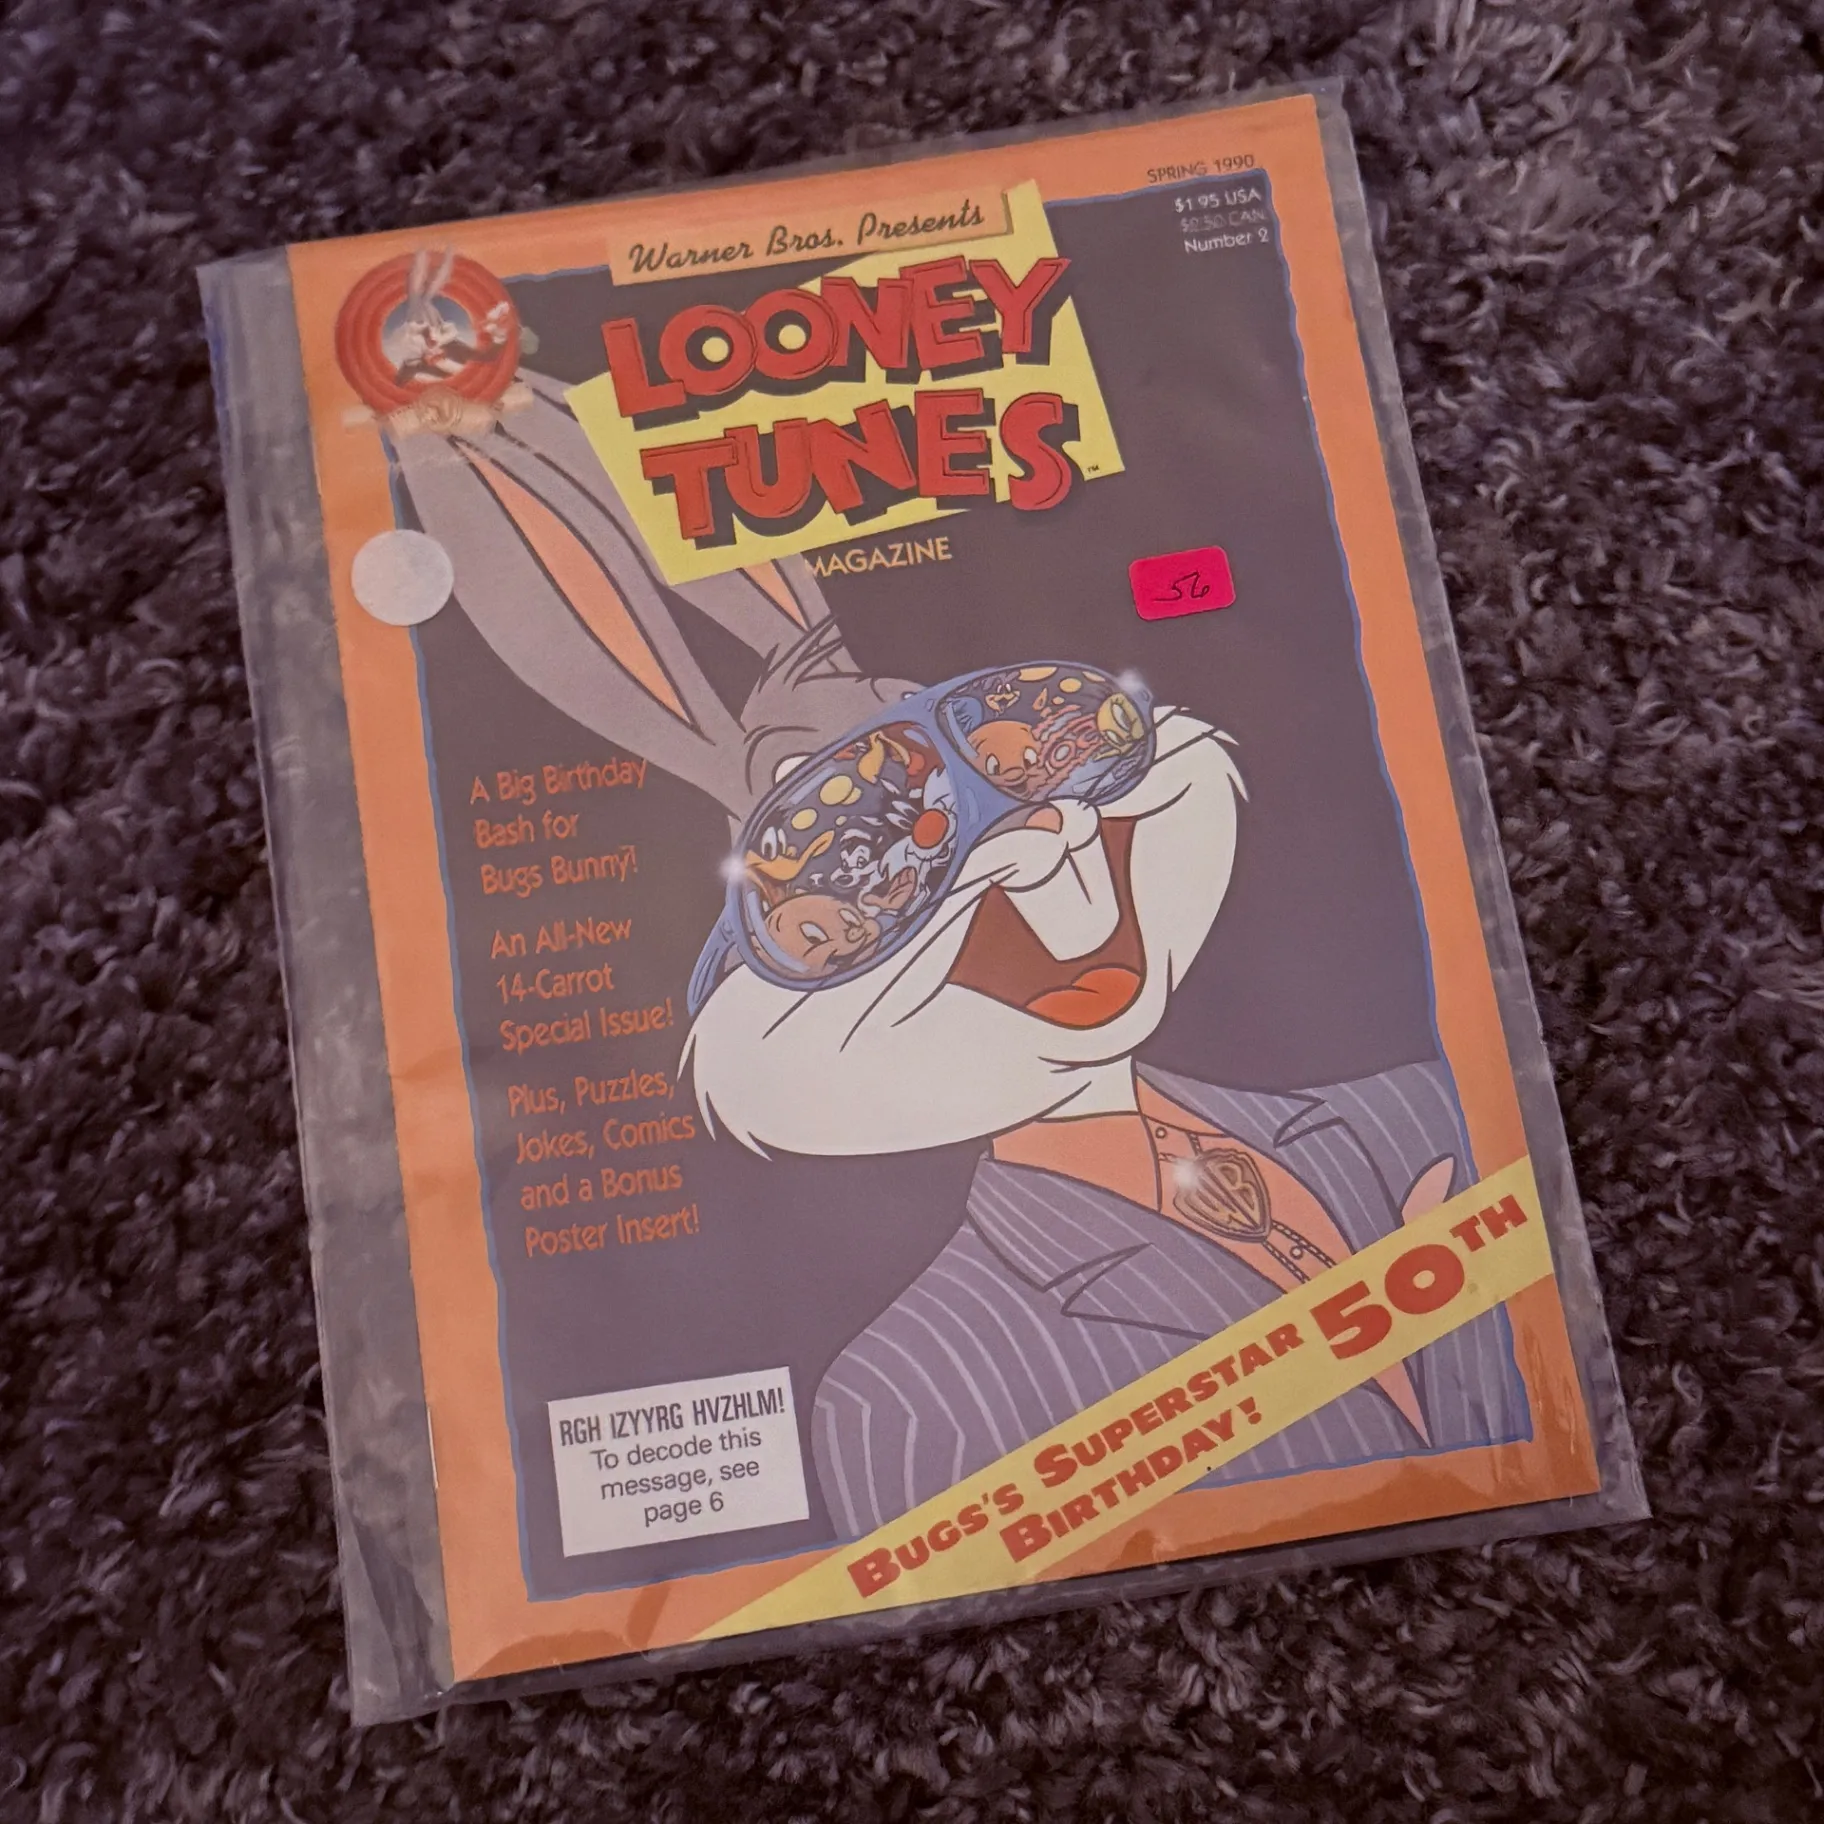 SPRING 1990
$1.95 USA
$2.50 CAN.
Number 2
Warner Bros. Presents
LOONEY
TUNES™
MAGAZINE
.56
A Big Birthday
Bash for
Bugs Bunny!
An All-New
14-Carrot
Special Issue!
Plus, Puzzles,
Jokes, Comics
and a Bonus
Poster Insert!
WB
RGH IZYYRG HVZHLM!
To decode this
message, see
page 6
BUGS'S SUPERSTAR 50TH
BIRTHDAY!